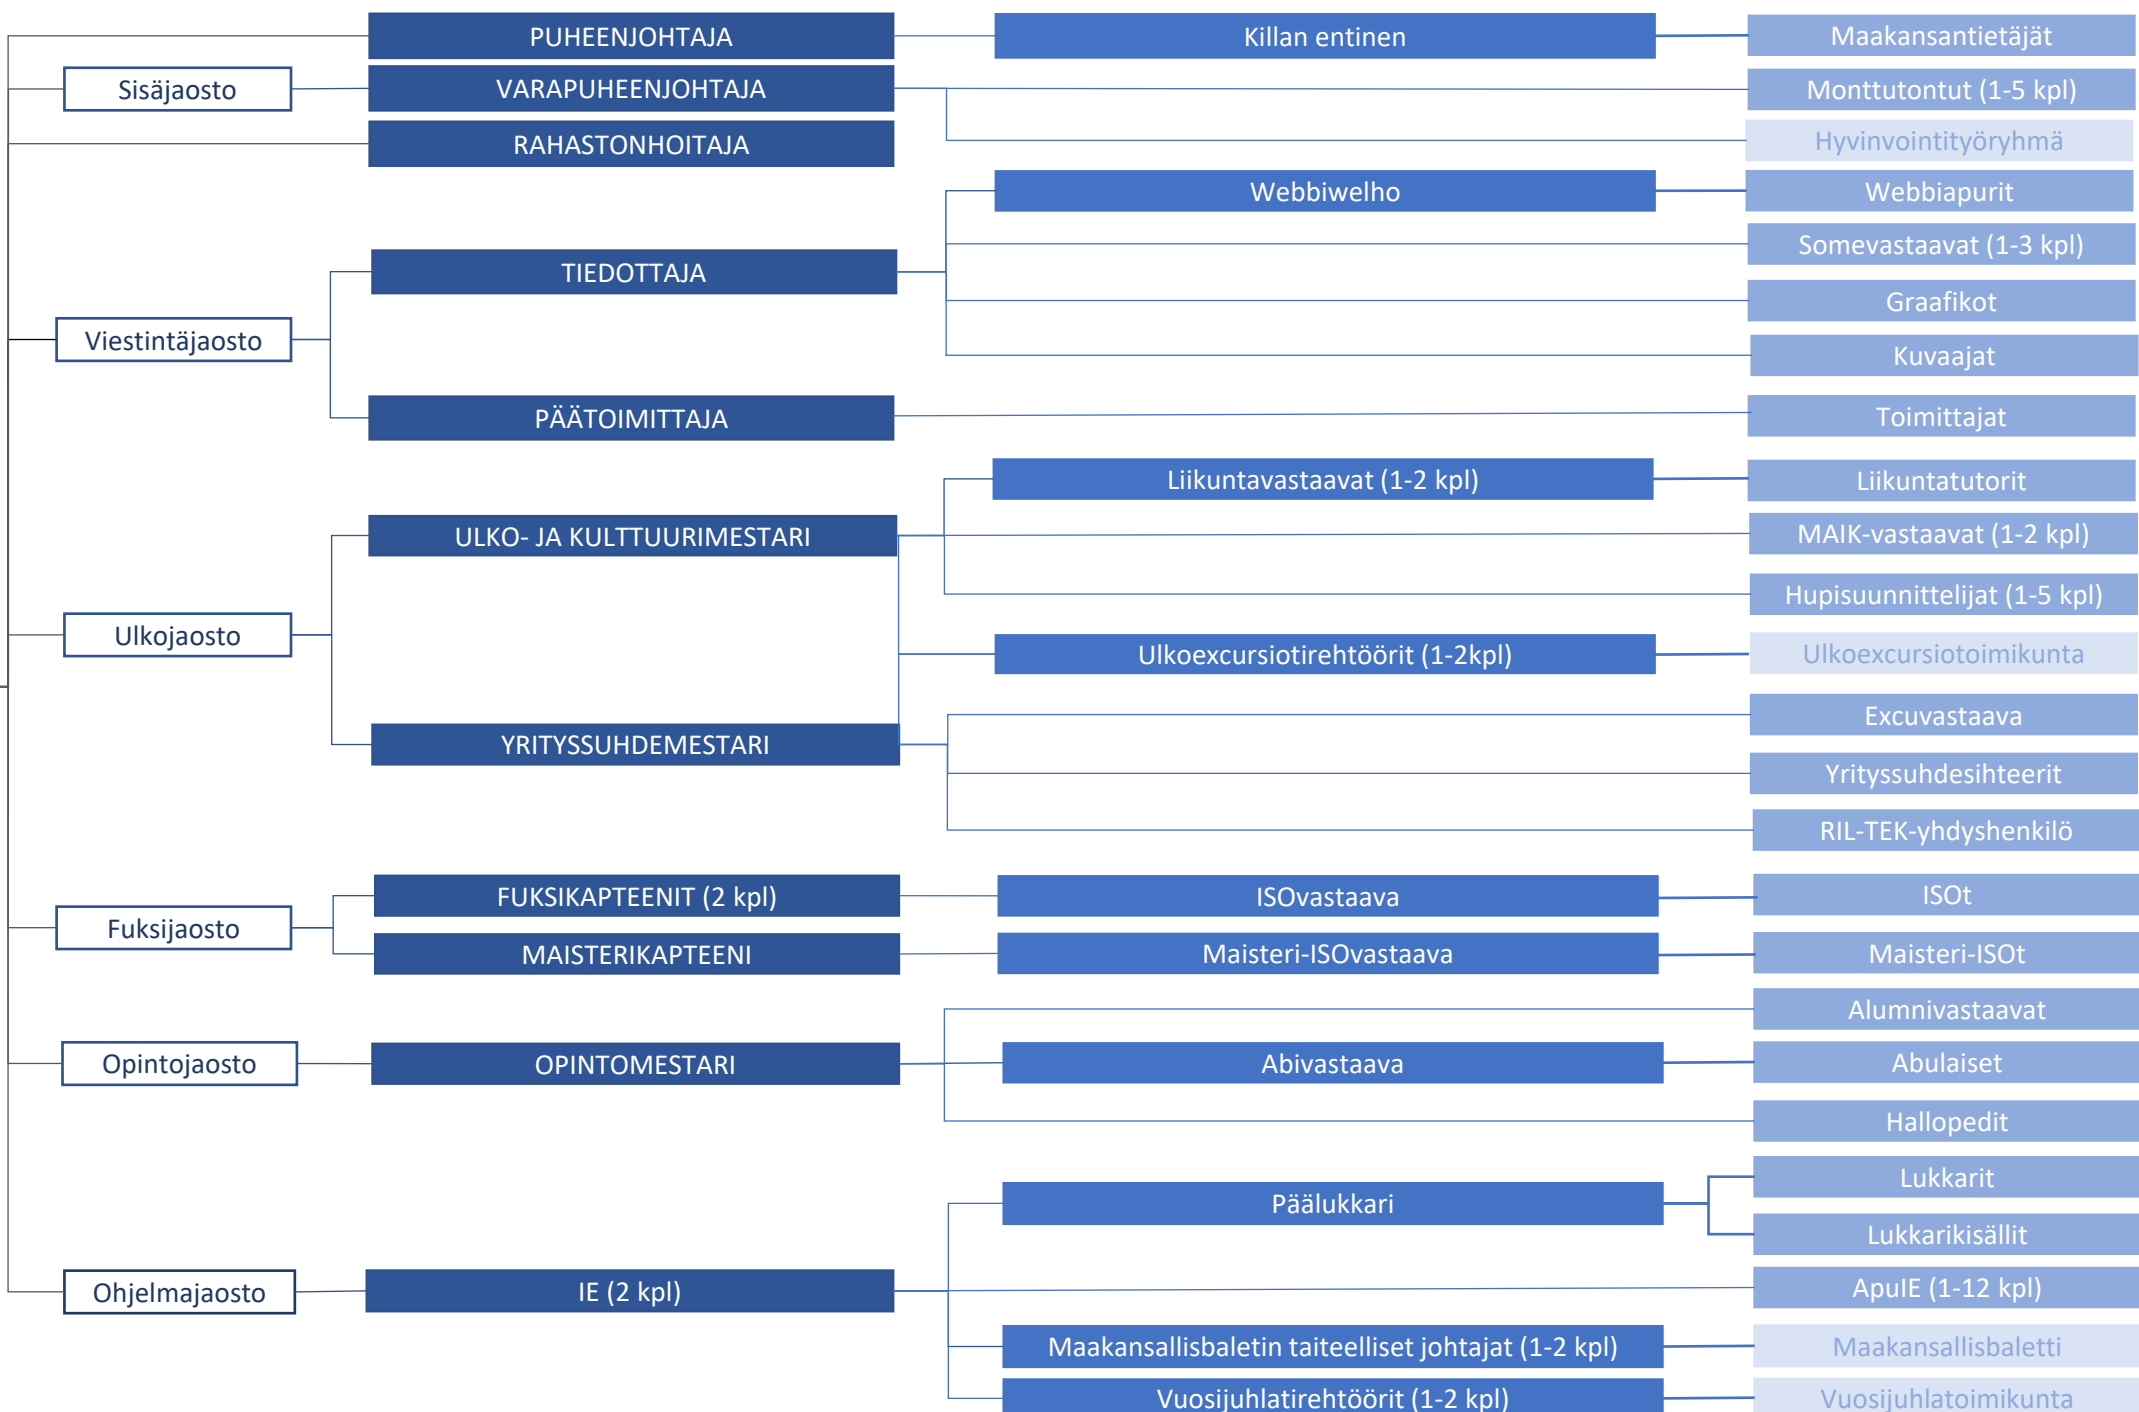 PUHEENJOHTAJA
Killan entinen
Maakansantietäjät
Sisäjaosto
VARAPUHEENJOHTAJA
Monttutontut (1-5 kpl)
RAHASTONHOITAJA
Hyvinvointityöryhmä
Webbiwelho
Webbiapurit
Somevastaavat (1-3 kpl)
TIEDOTTAJA
Graafikot
Viestintäjaosto
Kuvaajat
PÄÄTOIMITTAJA
Toimittajat
Liikuntavastaavat (1-2 kpl)
Liikuntatutorit
ULKO- JA KULTTUURIMESTARI
MAIK-vastaavat (1-2 kpl)
Hupisuunnittelijat (1-5 kpl)
Ulkojaosto
Ulkoexcursiotirehtöörit (1-2kpl)
Ulkoexcursiotoimikunta
Excuvastaava
YRITYSSUHDEMESTARI
Yrityssuhdesihteerit
RIL-TEK-yhdyshenkilö
FUKSIKAPTEENIT (2 kpl)
ISOvastaava
ISOt
Fuksijaosto
MAISTERIKAPTEENI
Maisteri-ISOvastaava
Maisteri-ISOt
Alumnivastaavat
Opintojaosto
OPINTOMESTARI
Abivastaava
Abulaiset
Hallopedit
Lukkarit
Päälukkari
Lukkarikisällit
Ohjelmajaosto
IE (2 kpl)
ApuIE (1-12 kpl)
Maakansallisbaletin taiteelliset johtajat (1-2 kpl)
Maakansallisbaletti
Vuosijuhlatirehtöörit (1-2 kpl)
Vuosijuhlatoimikunta